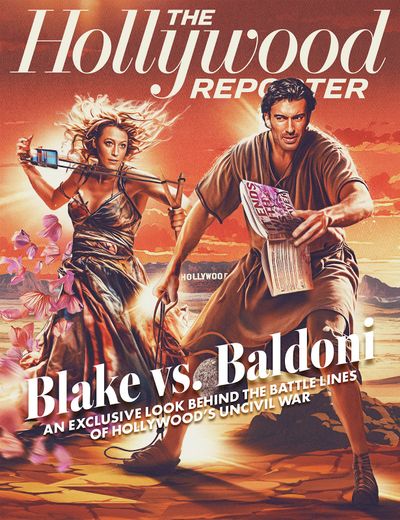 THE
Hollywood
REPORTER
HOLLYWOOD
Blake vs. Baldoni
AN EXCLUSIVE LOOK BEHIND THE BATTLE LINES
OF HOLLYWOOD'S UNCIVIL WAR